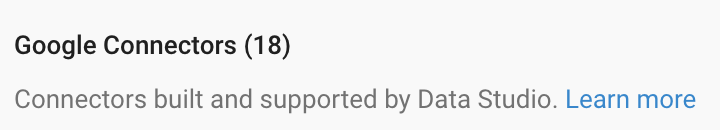 Google Connectors (18)
Connectors built and supported by Data Studio. Learn more